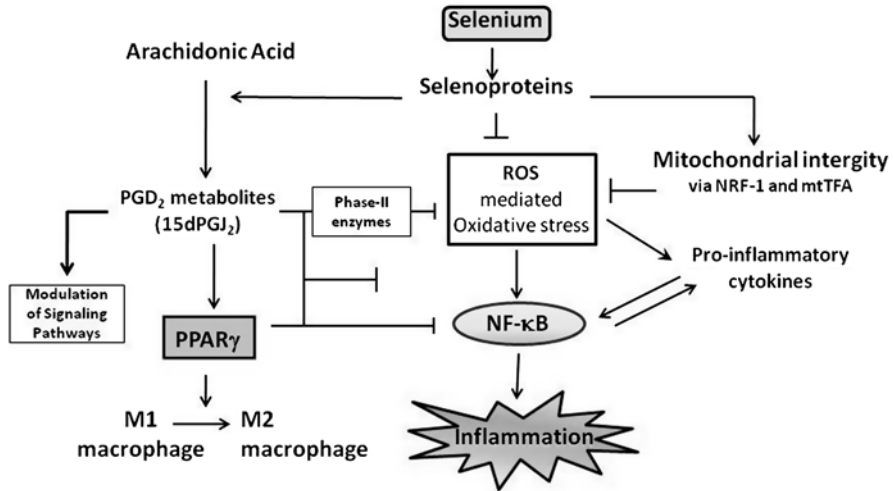 Selenium
Arachidonic Acid
Selenoproteins
Mitochondrial intergity
via NRF-1 and mtTFA
ROS
mediated
Oxidative stress
PGD₂ metabolites
(15dPGJ₂)
Phase-II
enzymes
Pro-inflammatory
cytokines
Modulation
of Signaling
Pathways
PPARγ
NF-κB
M1
macrophage
M2
macrophage
Inflammation